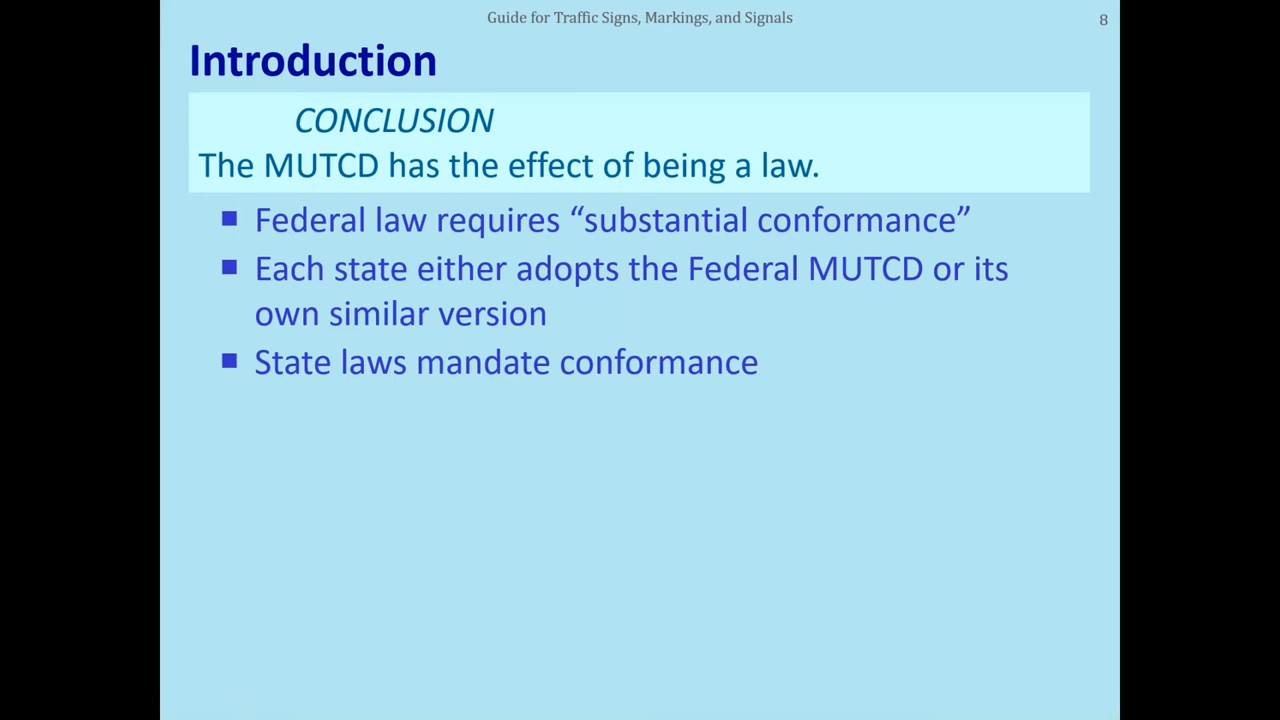 Guide for Traffic Signs, Markings, and Signals
8
Introduction
CONCLUSION
The MUTCD has the effect of being a law.
Federal law requires “substantial conformance”
Each state either adopts the Federal MUTCD or its
own similar version
State laws mandate conformance